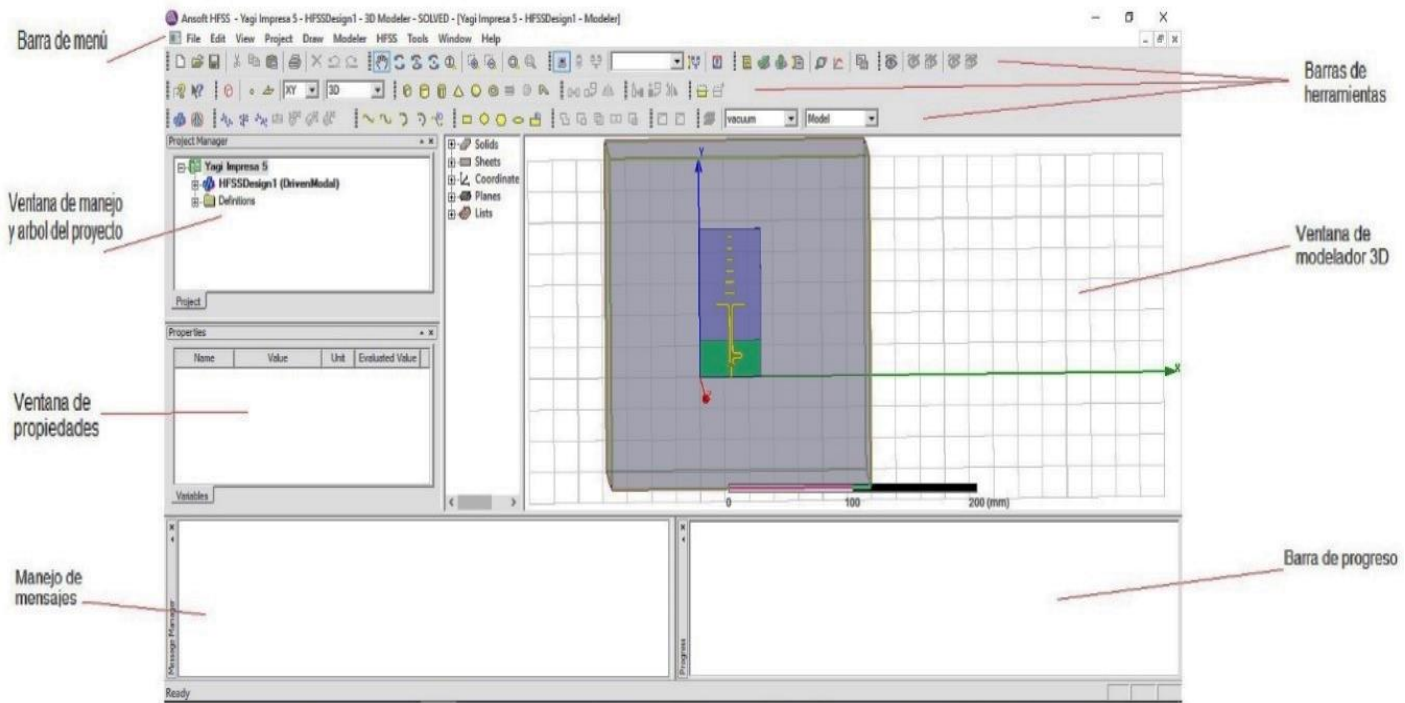 Ansoft HFSS - Yagi Impresa 5 - HFSSDesign1 - 3D Modeler - SOLVED - [Yagi Impresa 5 - HFSSDesign1 - Modeler]
Barra de menú
File Edit View Project Draw Modeler HFSS Tools Window Help
Barras de
herramientas
XY
3D
vacuum
Model
Project Manager
Yagi Impresa 5
HFSSDesign1 (DrivenModal)
Definitions
Project
Solids
Sheets
Coordinate
Planes
Lists
Ventana de manejo
y arbol del proyecto
Y
X
Ventana de
modelador 3D
Properties
Name Value Unit Evaluated Value
Variables
Ventana de
propiedades
0 100 200 (mm)
Manejo de
mensajes
Message Manager
Progress
Barra de progreso
Ready